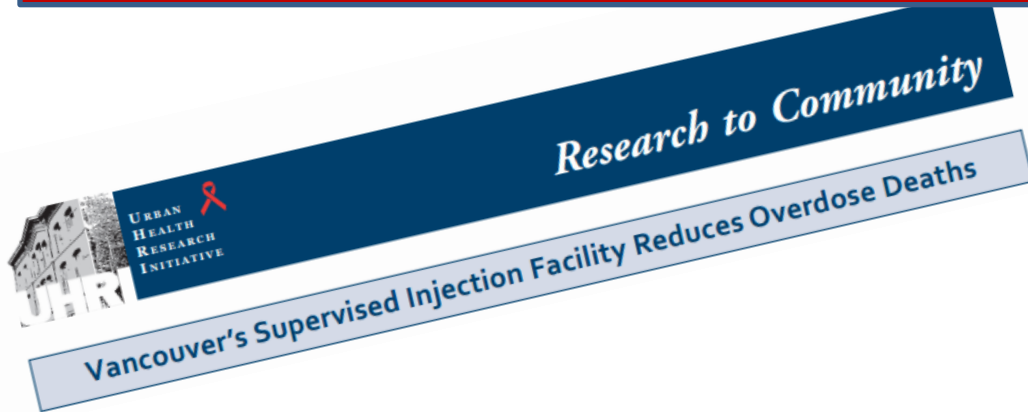 Research to Community
URBAN
HEALTH
RESEARCH
INITIATIVE
UHRI
Vancouver's Supervised Injection Facility Reduces Overdose Deaths